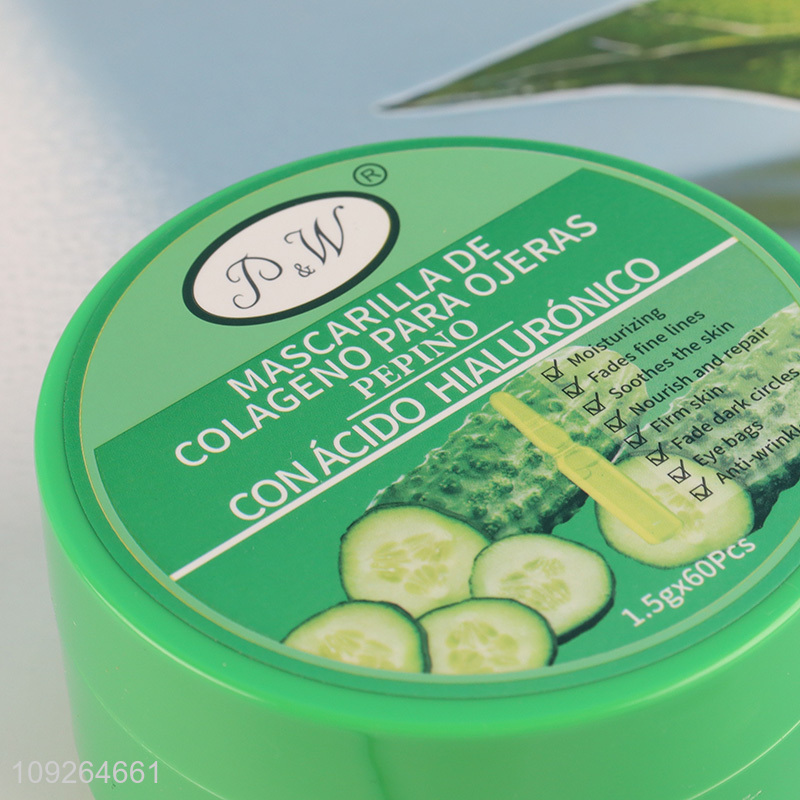 P&W
®
MASCARILLA DE
COLAGENO PARA OJERAS
PEPINO
CON ÁCIDO HIALURÓNICO
Moisturizing
Fades fine lines
Soothes the skin
Nourish and repair
Firm skin
Fade dark circles
Eye bags
1.5gx60Pcs
109264661